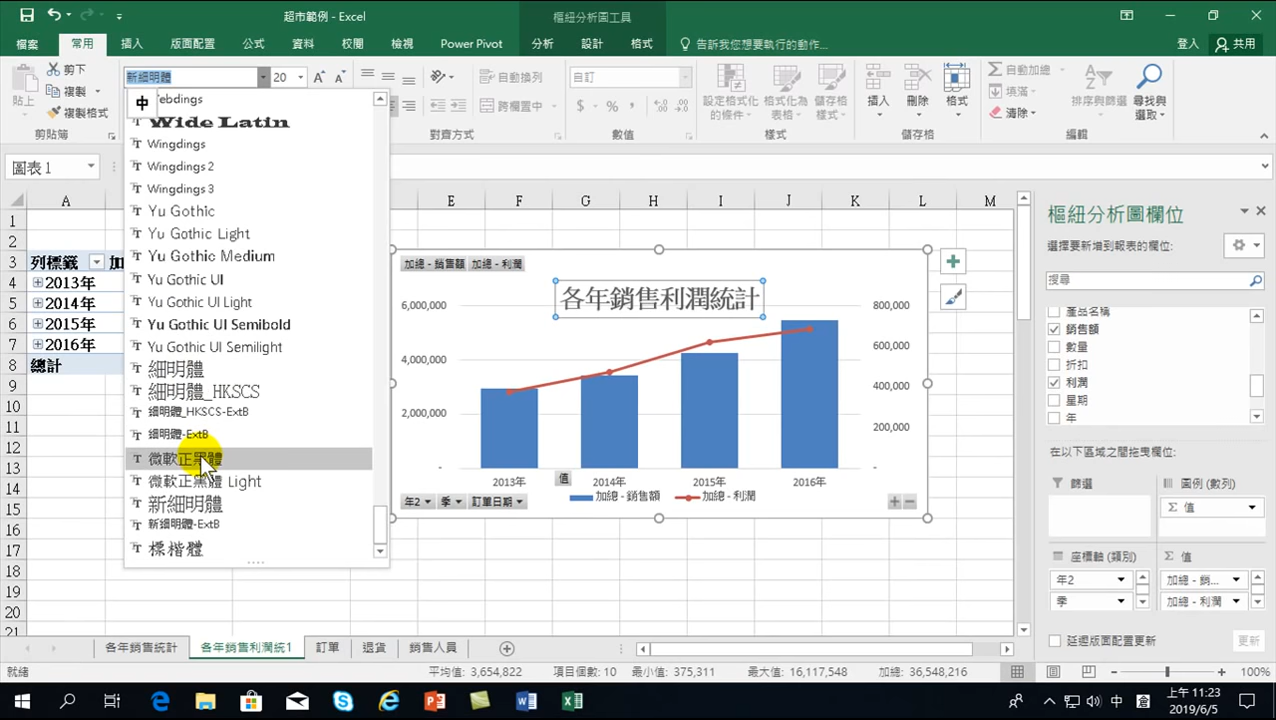 超市範例 - Excel
樞紐分析圖工具
檔案 常用 插入 版面配置 公式 資料 校閱 檢視 Power Pivot 分析 設計 格式 告訴我您想要執行的動作... 登入 共用
貼上 剪下 複製 複製格式 剪貼簿
新細明體 20
自動換列 跨欄置中 對齊方式
自訂 $ % , 數值
設定格式化的條件 格式化為表格 儲存格樣式 樣式
插入 刪除 格式 儲存格
自動加總 填滿 清除 排序與篩選 尋找與選取 編輯
圖表 1
中 ebdings
Wide Latin
Wingdings
Wingdings 2
Wingdings 3
Yu Gothic
Yu Gothic Light
Yu Gothic Medium
Yu Gothic UI
Yu Gothic UI Light
Yu Gothic UI Semibold
Yu Gothic UI Semilight
細明體
細明體_HKSCS
細明體_HKSCS-ExtB
細明體-ExtB
微軟正黑體
微軟正黑體 Light
新細明體
新細明體-ExtB
標楷體
A E F G H I J K L M
1
2
3 列標籤 加
4 2013年
5 2014年
6 2015年
7 2016年
8 總計
9
10
11
12
13
14
15
16
17
18
19
20
21
加總 - 銷售額 加總 - 利潤
各年銷售利潤統計
6,000,000 800,000
600,000
4,000,000
400,000
2,000,000
200,000
- -
2013年 2014年 2015年 2016年
值
加總 - 銷售額 加總 - 利潤
年2 季 訂單日期
樞紐分析圖欄位
選擇要新增到報表的欄位:
搜尋
產品名稱
銷售額
數量
折扣
利潤
星期
年
在以下區域之間拖曳欄位:
篩選 圖例 (數列)
Σ 值
座標軸 (類別) Σ 值
年2 加總 - 銷...
季 加總 - 利潤
延遲版面配置更新 更新
各年銷售統計 各年銷售利潤統1 訂單 退貨 銷售人員
就緒 平均值: 3,654,822 項目個數: 10 最小值: 375,311 最大值: 16,117,548 加總: 36,548,216 100%
中 上午 11:23
2019/6/5